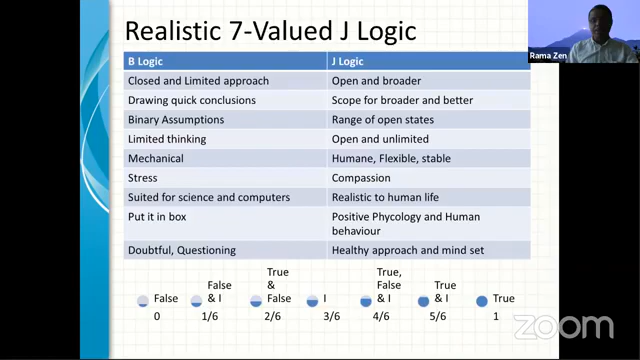 Realistic 7-Valued J Logic
Rama Zen
B Logic J Logic
Closed and Limited approach Open and broader
Drawing quick conclusions Scope for broader and better
Binary Assumptions Range of open states
Limited thinking Open and unlimited
Mechanical Humane, Flexible, stable
Stress Compassion
Suited for science and computers Realistic to human life
Put it in box Positive Phycology and Human
behaviour
Doubtful, Questioning Healthy approach and mind set
False
0
False
& I
1/6
True
&
False
2/6
I
3/6
True,
False
& I
4/6
True
& I
5/6
True
1
zoom